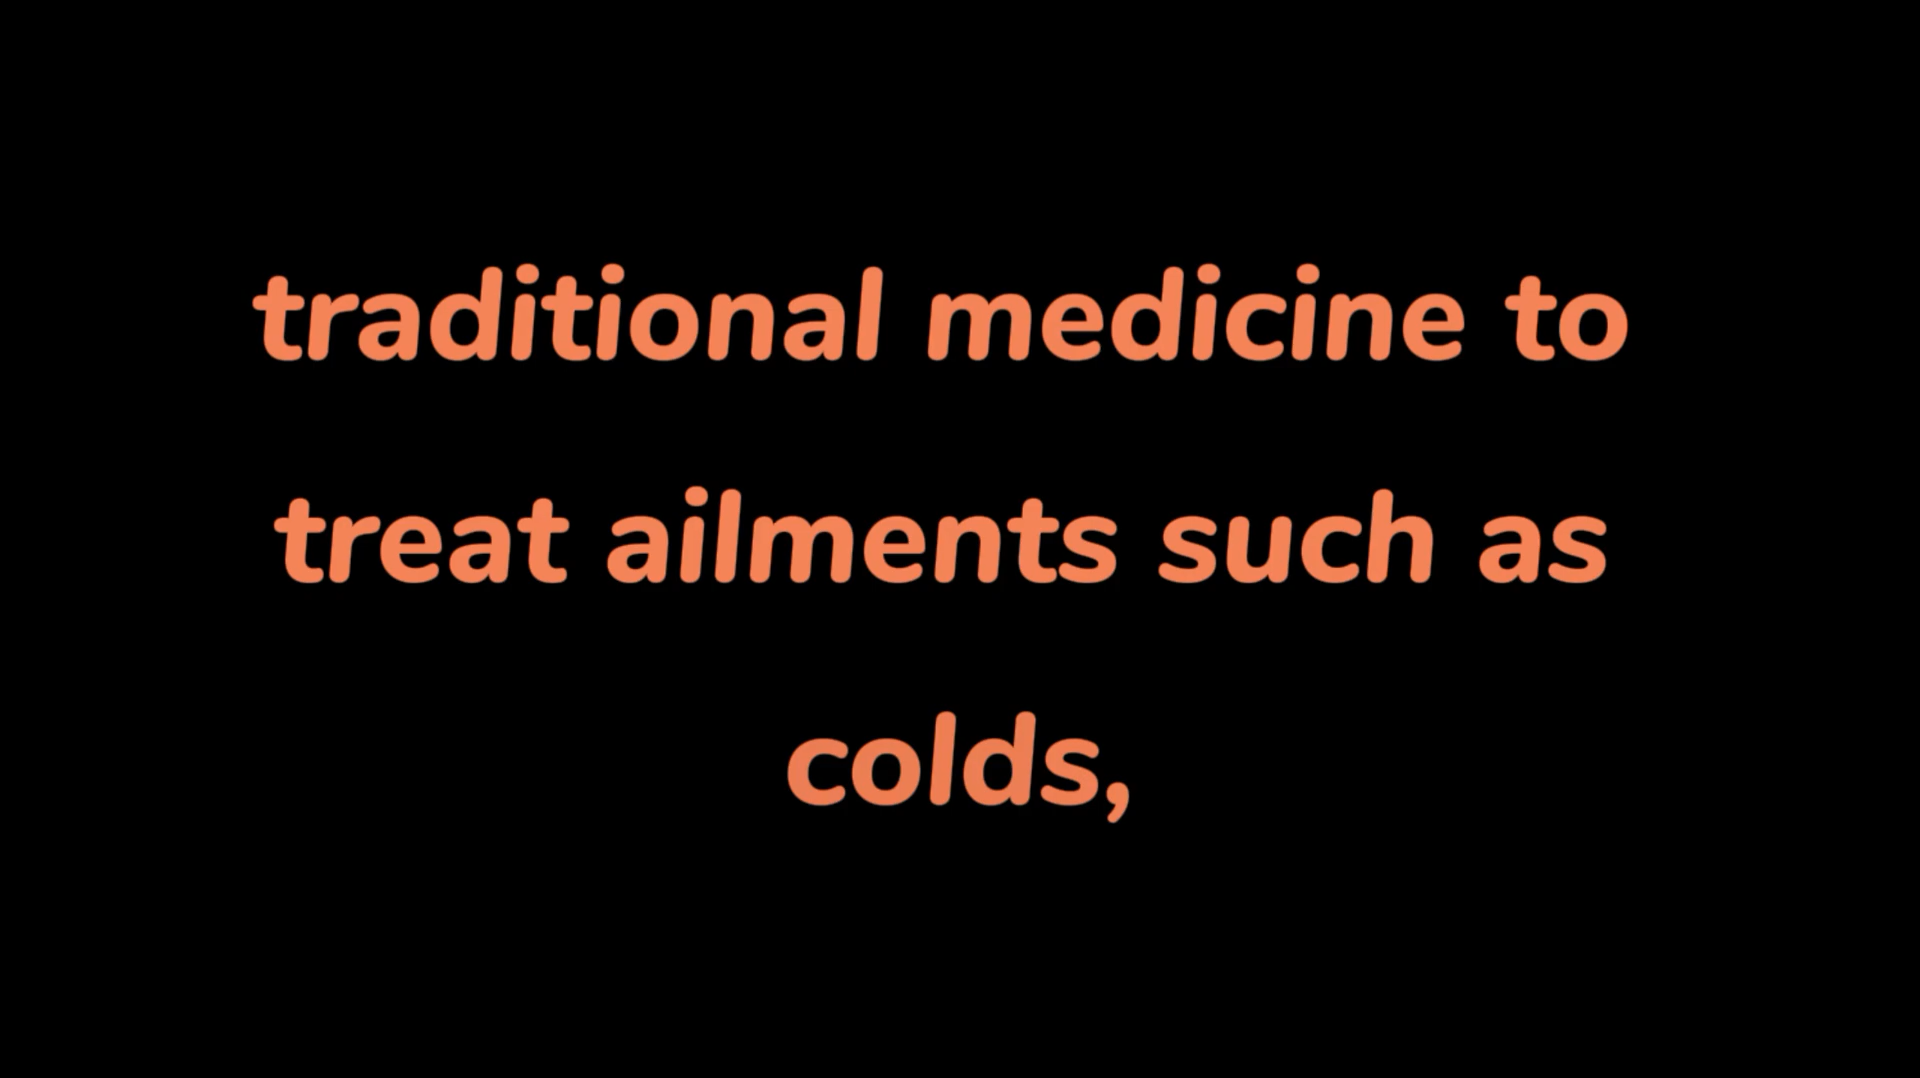 traditional medicine to
treat ailments such as
colds,